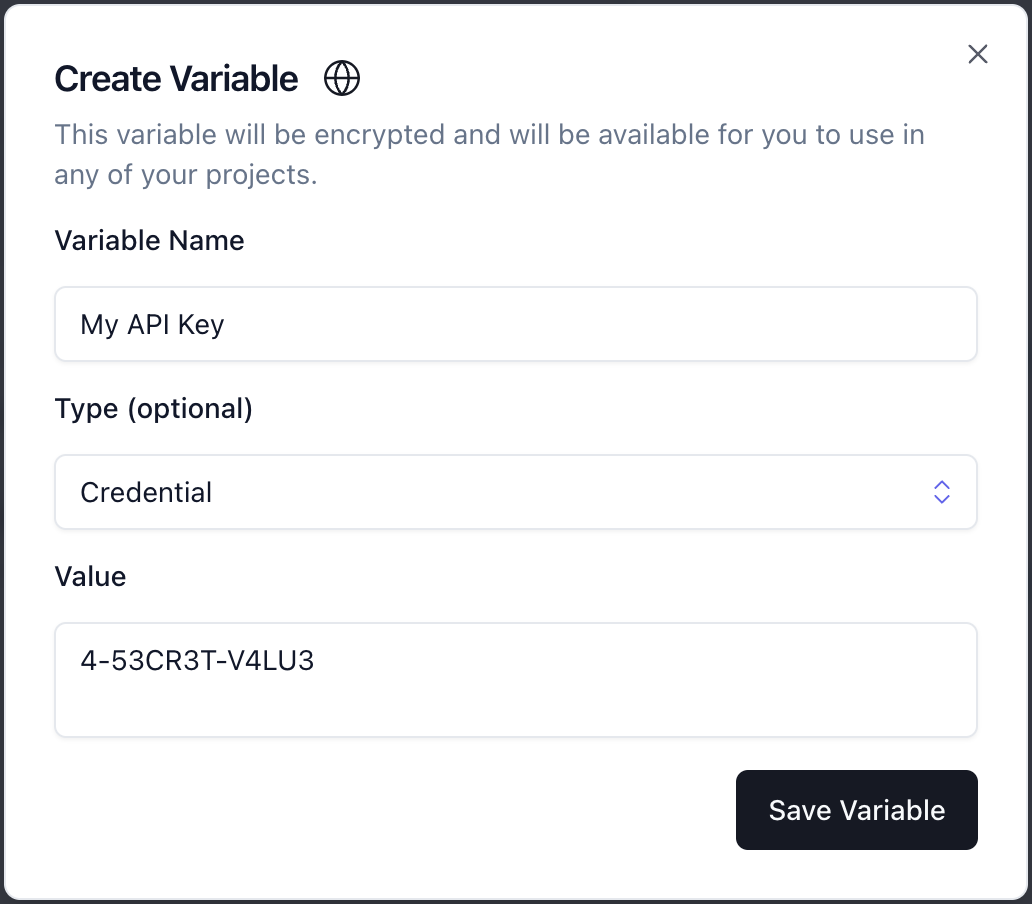 Create Variable
This variable will be encrypted and will be available for you to use in
any of your projects.
Variable Name
My API Key
Type (optional)
Credential
Value
4-53CR3T-V4LU3
Save Variable